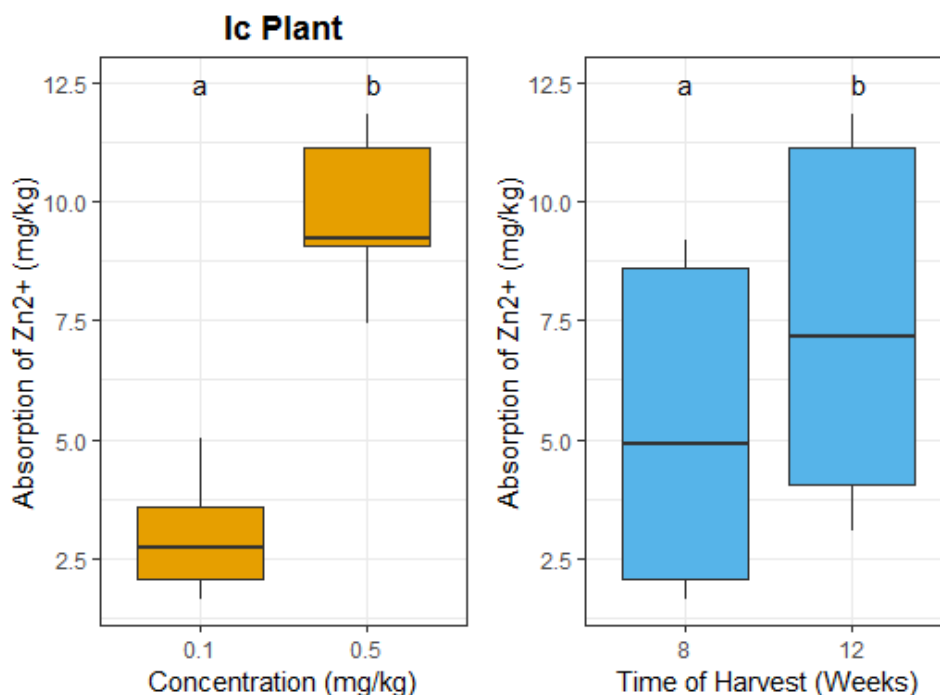 Ic Plant
Absorption of Zn2+ (mg/kg)
12.5
10.0
7.5
5.0
2.5
a
b
0.1
0.5
Concentration (mg/kg)
Absorption of Zn2+ (mg/kg)
12.5
10.0
7.5
5.0
2.5
a
b
8
12
Time of Harvest (Weeks)